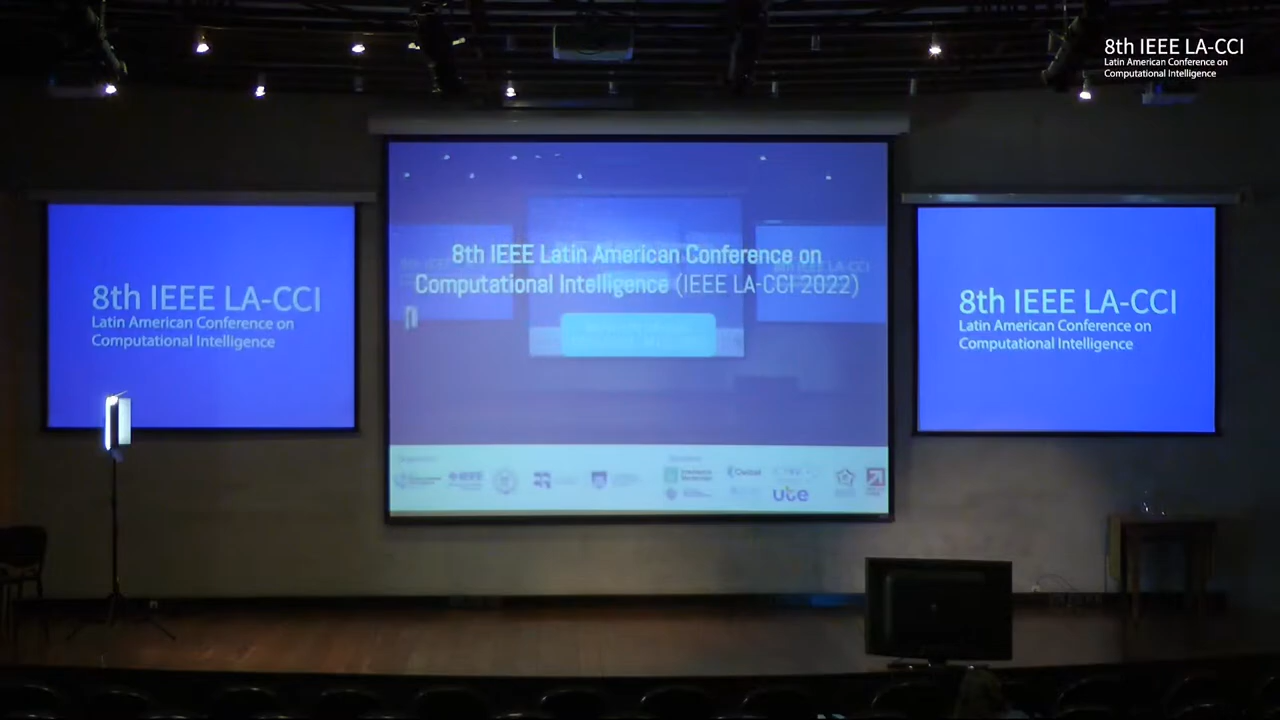 8th IEEE LA-CCI
Latin American Conference on
Computational Intelligence
8th IEEE LA-CCI
Latin American Conference on
Computational Intelligence
8th IEEE Latin American Conference on
Computational Intelligence (IEEE LA-CCI 2022)
IEEE
ute
8th IEEE LA-CCI
Latin American Conference on
Computational Intelligence